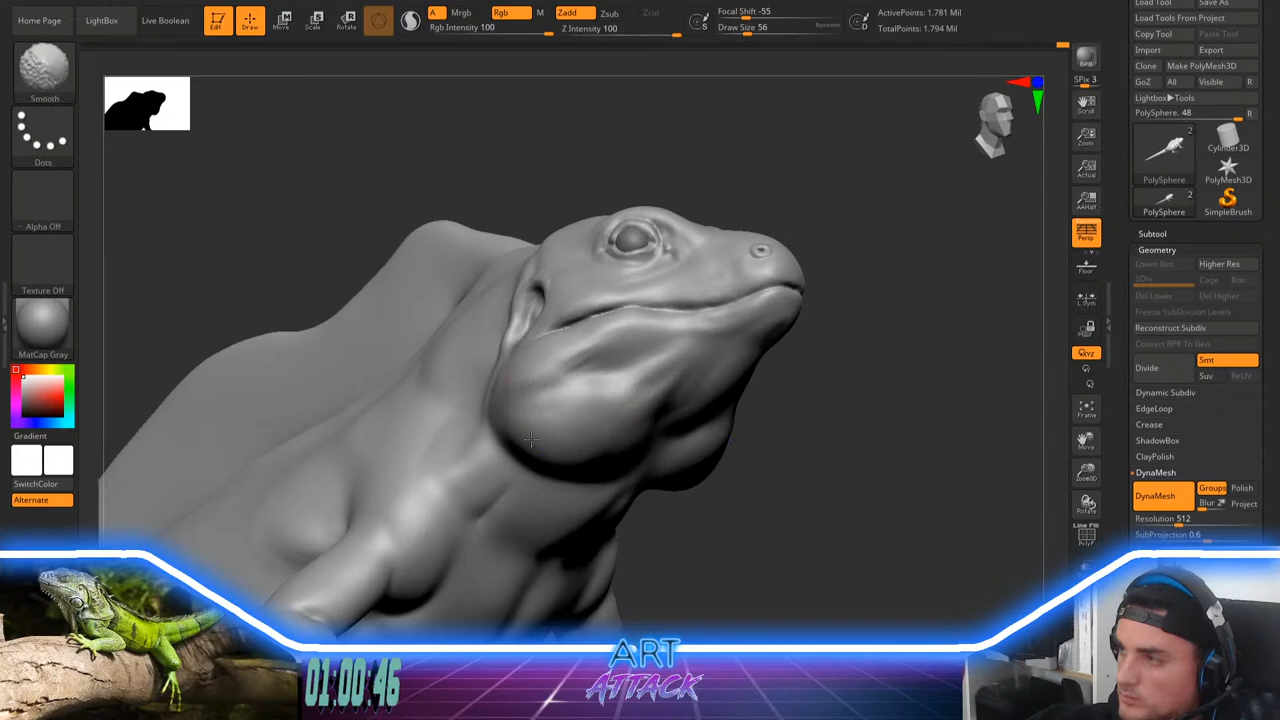 Home Page
LightBox
Live Boolean
Edit
Draw
Move
Scale
Rotate
A
Mrgb
Rgb
M
Rgb Intensity 100
Zadd
Zsub
Zcut
Z Intensity 100
S
Focal Shift -55
Draw Size 56
Dynamic
D
ActivePoints: 1.781 Mil
TotalPoints: 1.794 Mil
Smooth
Dots
Alpha Off
Texture Off
MatCap Gray
Gradient
SwitchColor
Alternate
BPR
SPix 3
Scroll
Zoom
Actual
AAHalf
Persp
Floor
L.Sym
XYZ
Frame
Move
Zoom3D
Rotate
Line Fill
PolyF
Load Tool
Save As
Load Tools From Project
Copy Tool
Paste Tool
Import
Export
Clone
Make PolyMesh3D
GoZ
All
Visible
R
Lightbox▶Tools
PolySphere. 48
R
2
PolySphere
Cylinder3D
PolyMesh3D
2
PolySphere
SimpleBrush
Subtool
Geometry
Lower Res
Higher Res
SDiv
Cage
Del Lower
Del Higher
Freeze SubDivision Levels
Reconstruct Subdiv
Convert BPR To Geo
Divide
Smt
Suv
ReUV
Dynamic Subdiv
EdgeLoop
Crease
ShadowBox
ClayPolish
DynaMesh
DynaMesh
Groups
Polish
Blur 2
Project
Resolution 512
SubProjection 0.6
01:00:46
ART
ATTACK